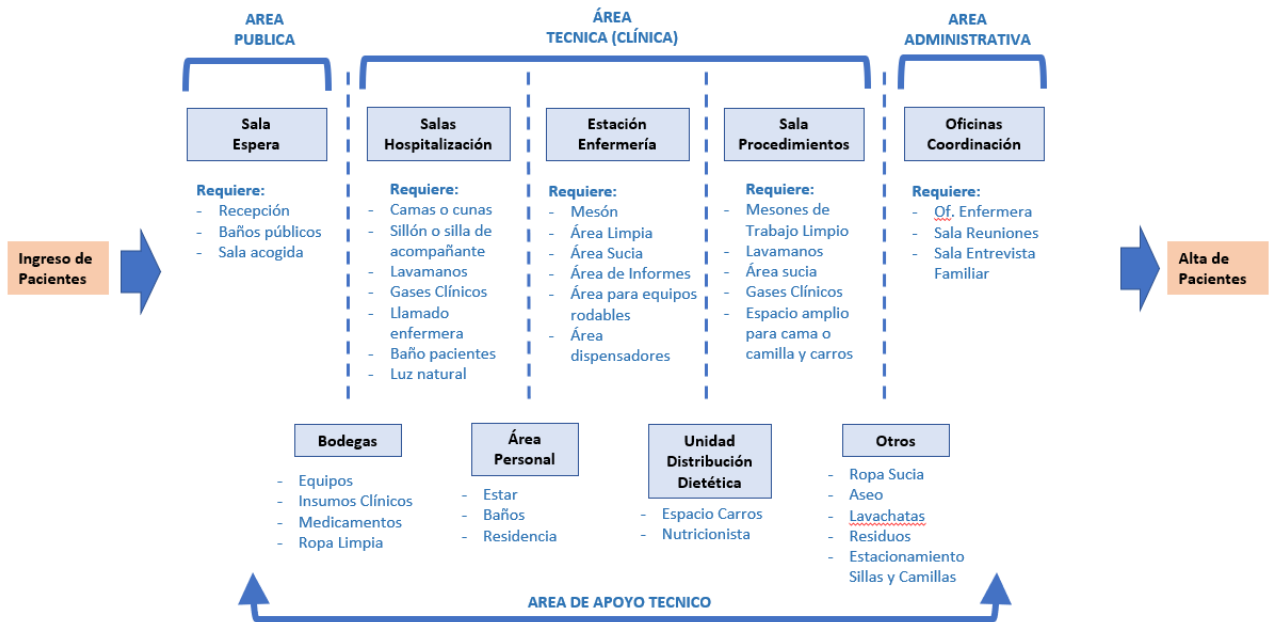 AREA
PUBLICA
ÁREA
TECNICA (CLÍNICA)
AREA
ADMINISTRATIVA
Ingreso de
Pacientes
Sala
Espera
Requiere:
- Recepción
- Baños públicos
- Sala acogida
Salas
Hospitalización
Requiere:
- Camas o cunas
- Sillón o silla de
acompañante
- Lavamanos
- Gases Clínicos
- Llamado
enfermera
- Baño pacientes
- Luz natural
Estación
Enfermería
Requiere:
- Mesón
- Área Limpia
- Área Sucia
- Área de Informes
- Área para equipos
rodables
- Área
dispensadores
Sala
Procedimientos
Requiere:
- Mesones de
Trabajo Limpio
- Lavamanos
- Área sucia
- Gases Clínicos
- Espacio amplio
para cama o
camilla y carros
Oficinas
Coordinación
Requiere:
- Of. Enfermera
- Sala Reuniones
- Sala Entrevista
Familiar
Alta de
Pacientes
Bodegas
- Equipos
- Insumos Clínicos
- Medicamentos
- Ropa Limpia
Área
Personal
- Estar
- Baños
- Residencia
Unidad
Distribución
Dietética
- Espacio Carros
- Nutricionista
Otros
- Ropa Sucia
- Aseo
- Lavachatas
- Residuos
- Estacionamiento
Sillas y Camillas
AREA DE APOYO TECNICO